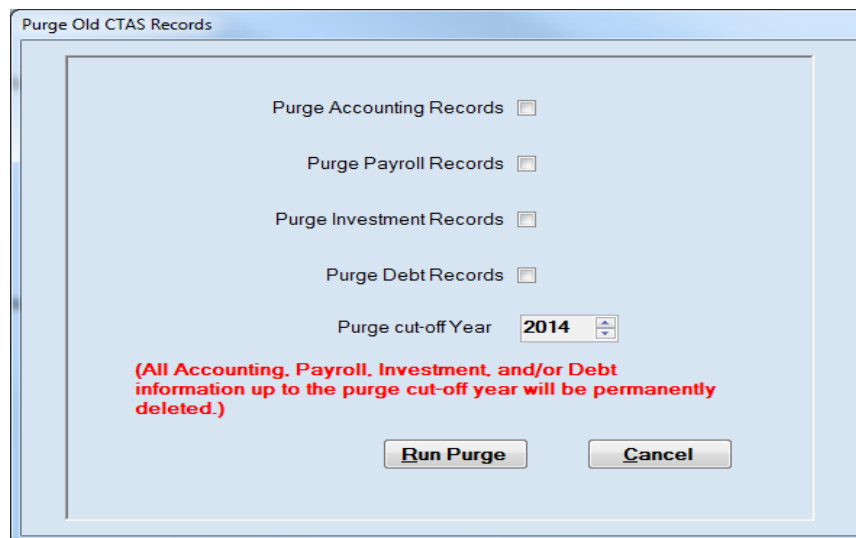 Purge Old CTAS Records
Purge Accounting Records
Purge Payroll Records
Purge Investment Records
Purge Debt Records
Purge cut-off Year 2014
(All Accounting, Payroll, Investment, and/or Debt
information up to the purge cut-off year will be permanently
deleted.)
Run Purge Cancel